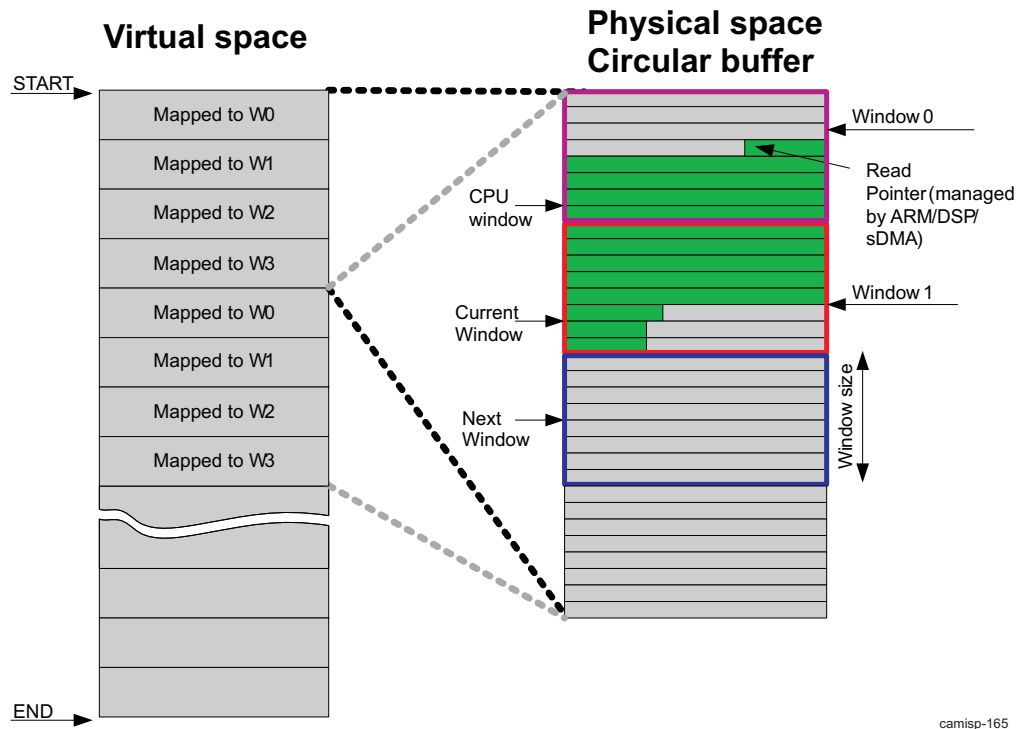 Virtual space
Physical space
Circular buffer
START
Mapped to W0
Mapped to W1
Mapped to W2
Mapped to W3
Mapped to W0
Mapped to W1
Mapped to W2
Mapped to W3
END
Window 0
Read
Pointer (managed
by ARM/DSP/
sDMA)
CPU
window
Window 1
Current
Window
Next
Window
Window size
camisp-165